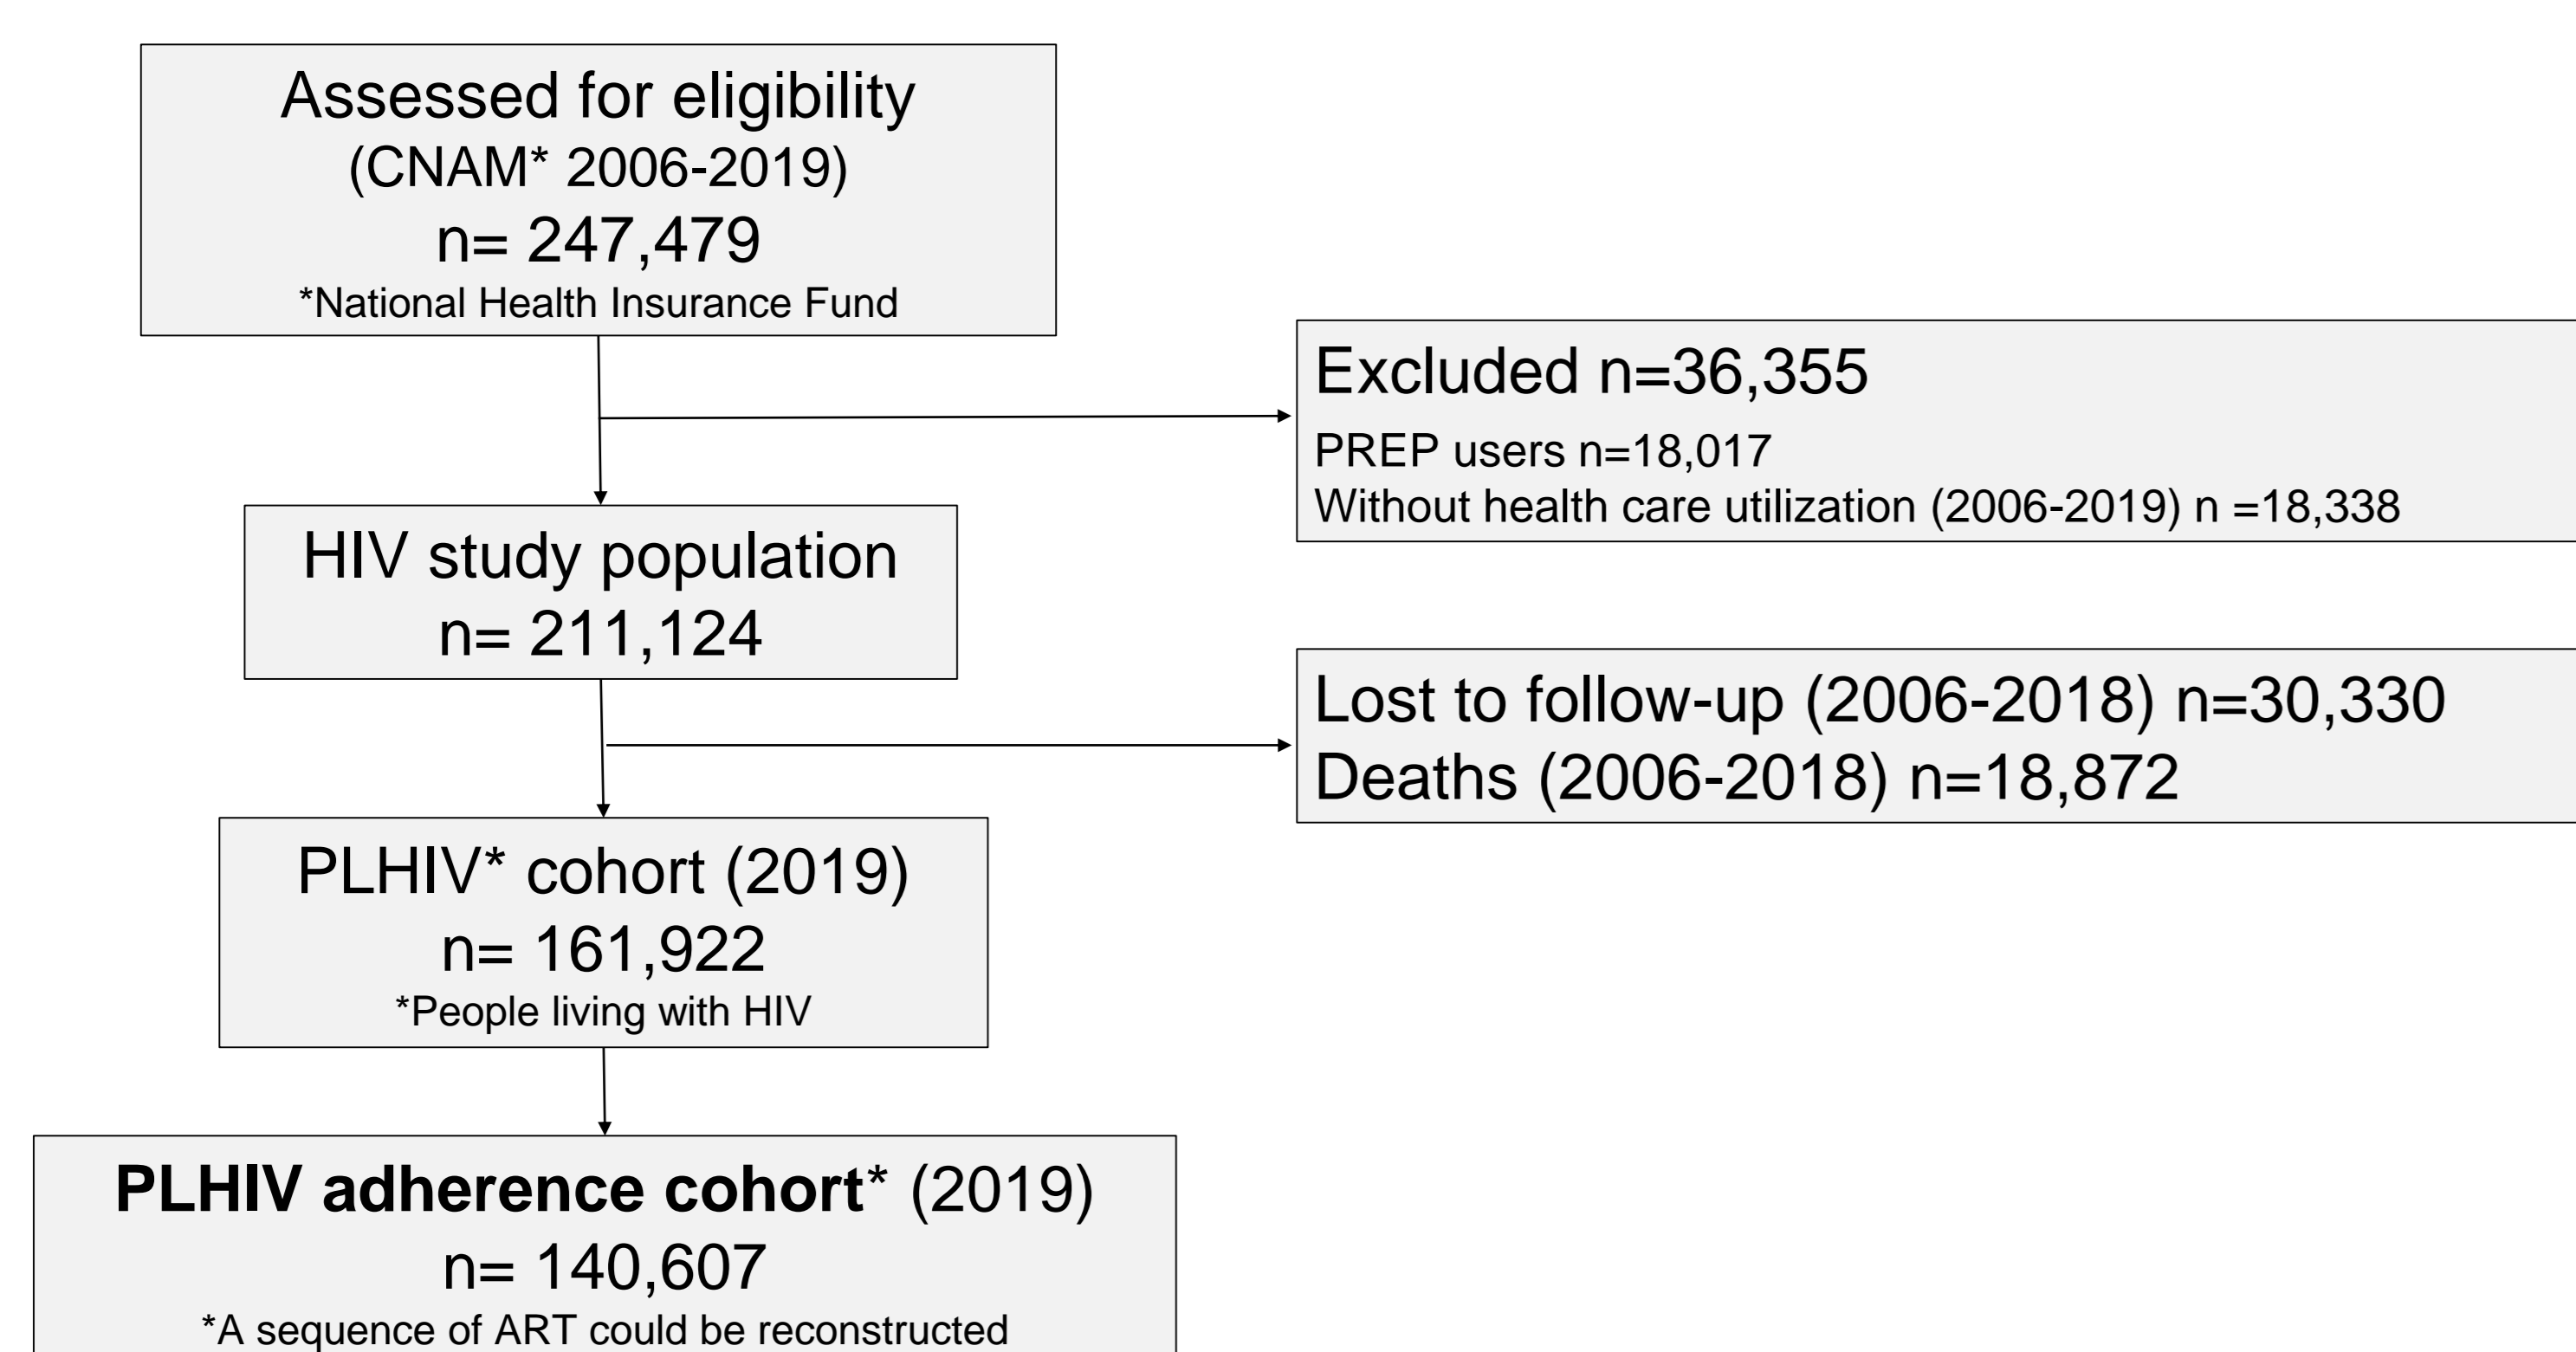 Assessed for eligibility
(CNAM* 2006-2019)
n= 247,479
*National Health Insurance Fund
Excluded n=36,355
PREP users n=18,017
Without health care utilization (2006-2019) n =18,338
HIV study population
n= 211,124
Lost to follow-up (2006-2018) n=30,330
Deaths (2006-2018) n=18,872
PLHIV* cohort (2019)
n= 161,922
*People living with HIV
PLHIV adherence cohort* (2019)
n= 140,607
*A sequence of ART could be reconstructed